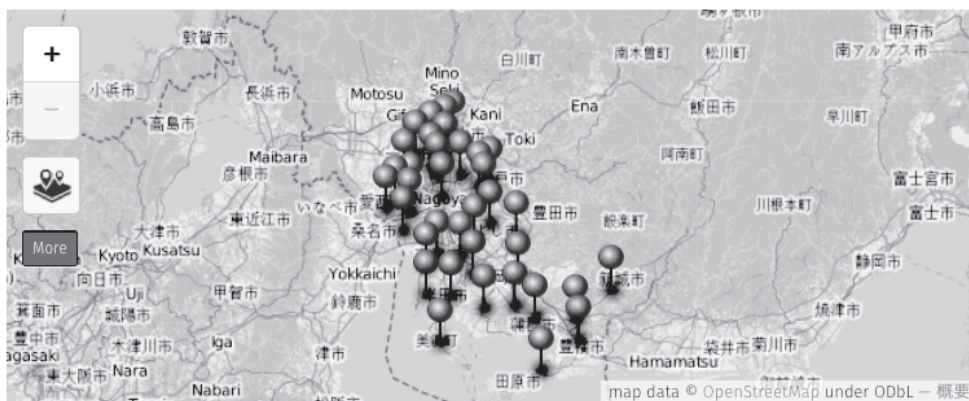 敦賀市
白川町
南木曽町
松川町
甲府市
南アルプス市
+
小浜市
長浜市
Motosu
Mino
Seki
Kani
Ena
飯田市
早川町
−
高島市
Toki
阿南町
Maibara
彦根市
富士宮市
いなべ市
Nagoya
豊田市
設楽町
川根本町
富士市
東近江市
桑名市
大津市
More
Kyoto
Kusatsu
静岡市
向日市
Yokkaichi
Uji
甲賀市
鈴鹿市
箕面市
城陽市
焼津市
豊中市
木津川市
Iga
津市
美浜町
豊橋市
袋井市
菊川市
agasaki
Hamamatsu
東大阪市
Nara
Nabari
田原市
map data © OpenStreetMap under ODbL — 概要